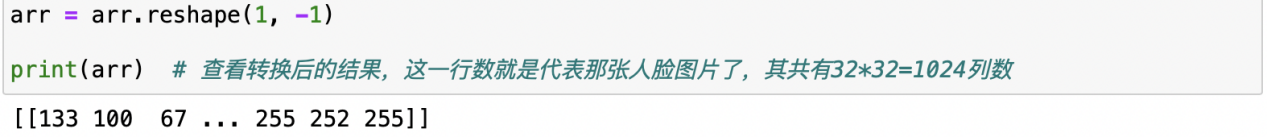 arr = arr.reshape(1, -1)
print(arr)  # 查看转换后的结果，这一行数就是代表那张人脸图片了，其共有32*32=1024列数
[[133 100  67 ... 255 252 255]]